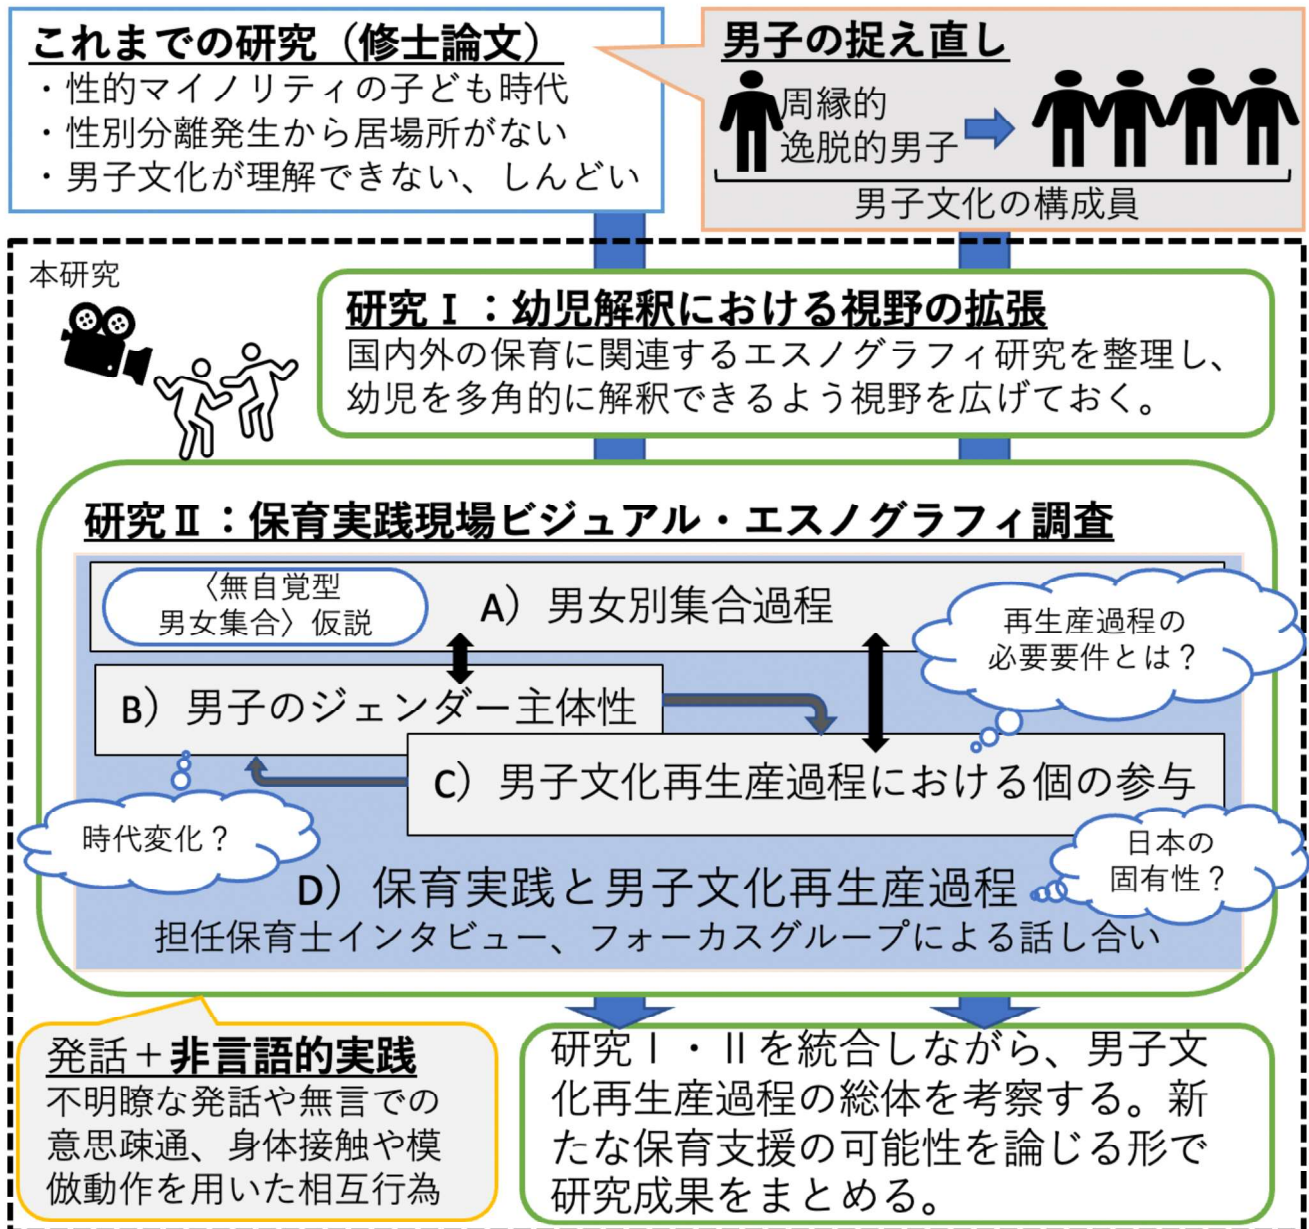 これまでの研究（修士論文）
・性的マイノリティの子ども時代
・性別分離発生から居場所がない
・男子文化が理解できない、しんどい
男子の捉え直し
周縁的
逸脱的男子
男子文化の構成員
本研究
研究Ⅰ：幼児解釈における視野の拡張
国内外の保育に関連するエスノグラフィ研究を整理し、
幼児を多角的に解釈できるよう視野を広げておく。
研究Ⅱ：保育実践現場ビジュアル・エスノグラフィ調査
〈無自覚型
男女集合〉仮説
A）男女別集合過程
再生産過程の
必要要件とは？
B）男子のジェンダー主体性
C）男子文化再生産過程における個の参与
時代変化？
日本の
固有性？
D）保育実践と男子文化再生産過程
担任保育士インタビュー、フォーカスグループによる話し合い
発話＋非言語的実践
不明瞭な発話や無言での
意思疎通、身体接触や模
倣動作を用いた相互行為
研究Ⅰ・Ⅱを統合しながら、男子文
化再生産過程の総体を考察する。新
たな保育支援の可能性を論じる形で
研究成果をまとめる。